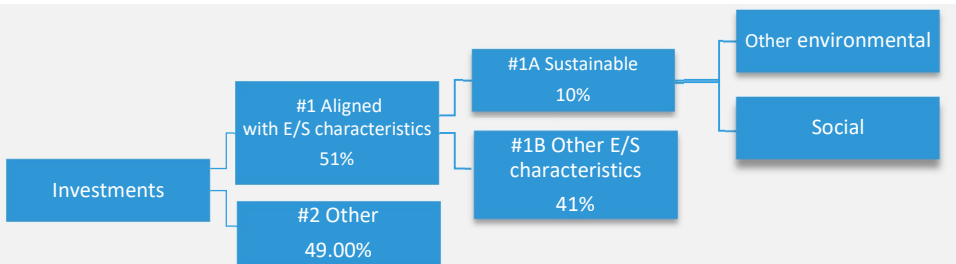 Investments
#1 Aligned
with E/S characteristics
51%
#2 Other
49.00%
#1A Sustainable
10%
#1B Other E/S
characteristics
41%
Other environmental
Social